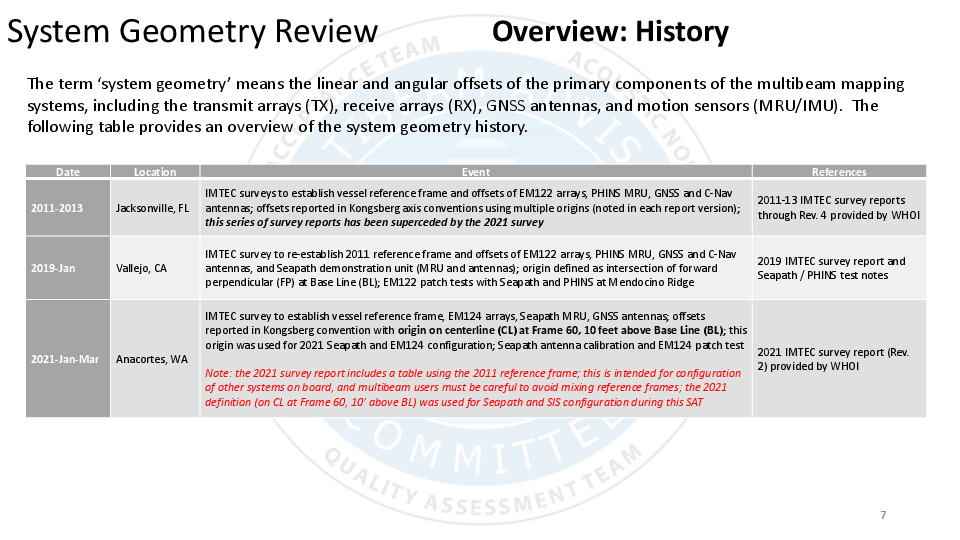 System Geometry Review
Overview: History
The term ‘system geometry’ means the linear and angular offsets of the primary components of the multibeam mapping
systems, including the transmit arrays (TX), receive arrays (RX), GNSS antennas, and motion sensors (MRU/IMU). The
following table provides an overview of the system geometry history.
Date Location Event References
2011-2013
Jacksonville, FL
IMTEC surveys to establish vessel reference frame and offsets of EM122 arrays, PHINS MRU, GNSS and C-Nav
antennas; offsets reported in Kongsberg axis conventions using multiple origins (noted in each report version);
this series of survey reports has been superceded by the 2021 survey
2011-13 IMTEC survey reports
through Rev. 4 provided by WHOI
2019-Jan
Vallejo, CA
IMTEC survey to re-establish 2011 reference frame and offsets of EM122 arrays, PHINS MRU, GNSS and C-Nav
antennas, and Seapath demonstration unit (MRU and antennas); origin defined as intersection of forward
perpendicular (FP) at Base Line (BL); EM122 patch tests with Seapath and PHINS at Mendocino Ridge
2019 IMTEC survey report and
Seapath / PHINS test notes
2021-Jan-Mar
Anacortes, WA
IMTEC survey to establish vessel reference frame, EM124 arrays, Seapath MRU, GNSS antennas; offsets
reported in Kongsberg convention with origin on centerline (CL) at Frame 60, 10 feet above Base Line (BL); this
origin was used for 2021 Seapath and EM124 configuration; Seapath antenna calibration and EM124 patch test
Note: the 2021 survey report includes a table using the 2011 reference frame; this is intended for configuration
of other systems on board, and multibeam users must be careful to avoid mixing reference frames; the 2021
definition (on CL at Frame 60, 10’ above BL) was used for Seapath and SIS configuration during this SAT
2021 IMTEC survey report (Rev.
2) provided by WHOI
COMMITTEE
QUALITY ASSESSMENT TEAM
7